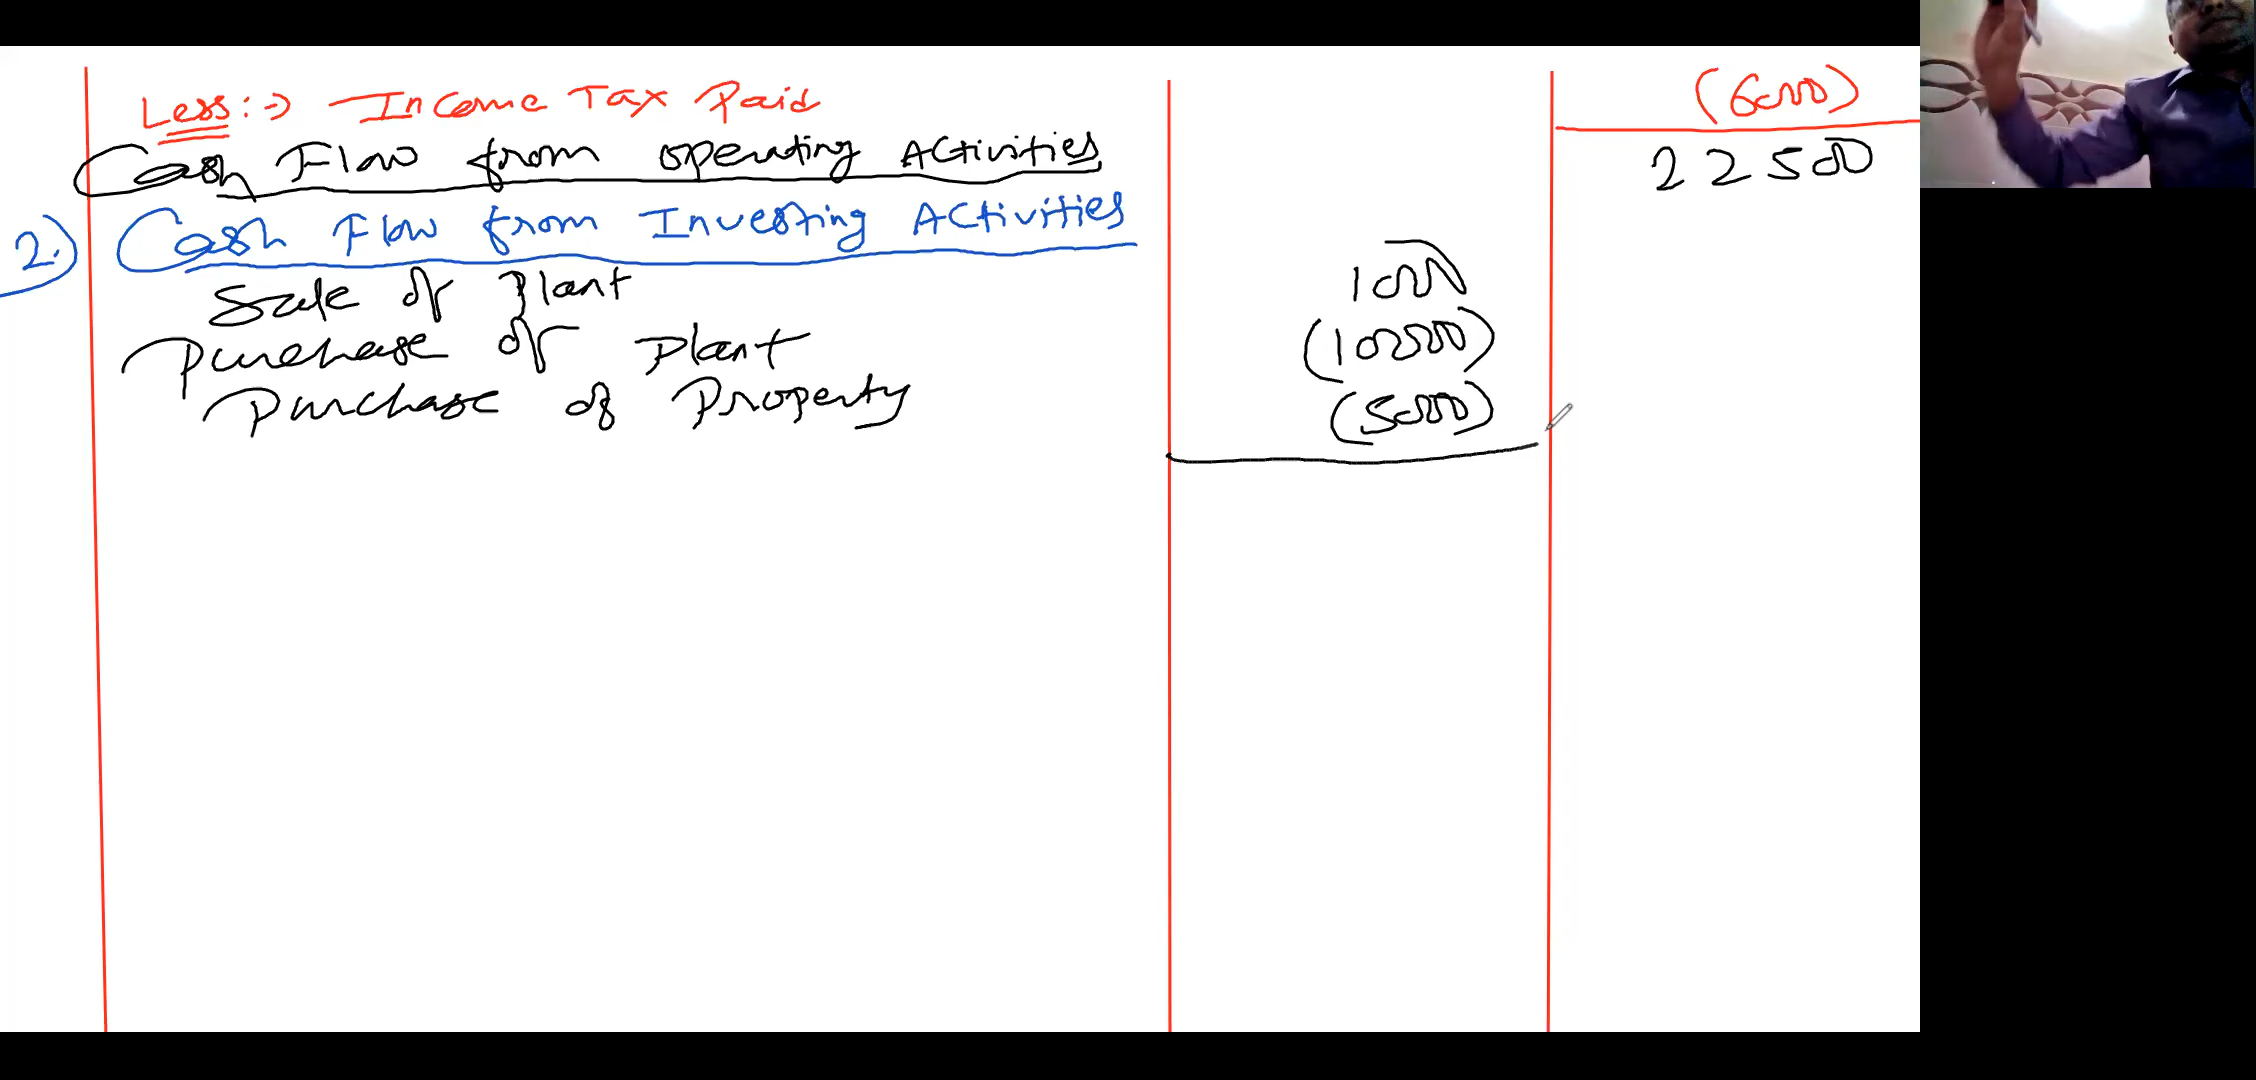 Less :-> Income Tax Paid (6000)
Cash Flow from operating Activities 22500
2.) Cash Flow from Investing Activities
Sale of Plant 1000
Purchase of Plant (10000)
Purchase of Property (5000)